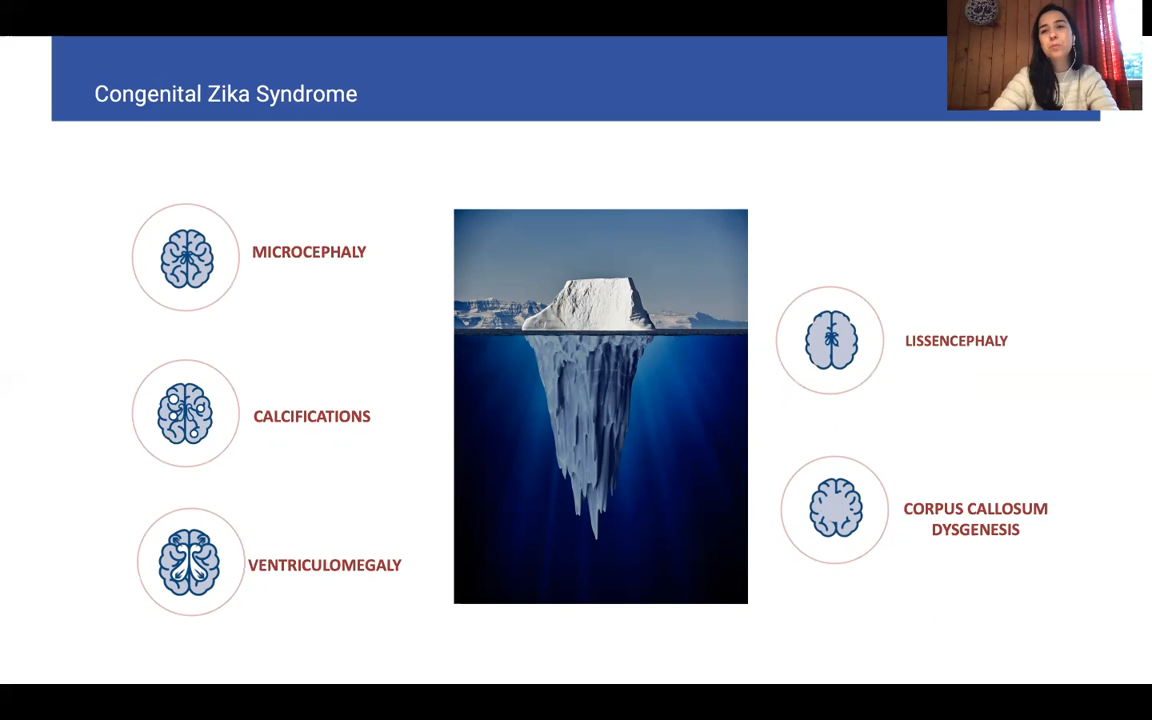 Congenital Zika Syndrome
MICROCEPHALY
CALCIFICATIONS
VENTRICULOMEGALY
LISSENCEPHALY
CORPUS CALLOSUM
DYSGENESIS